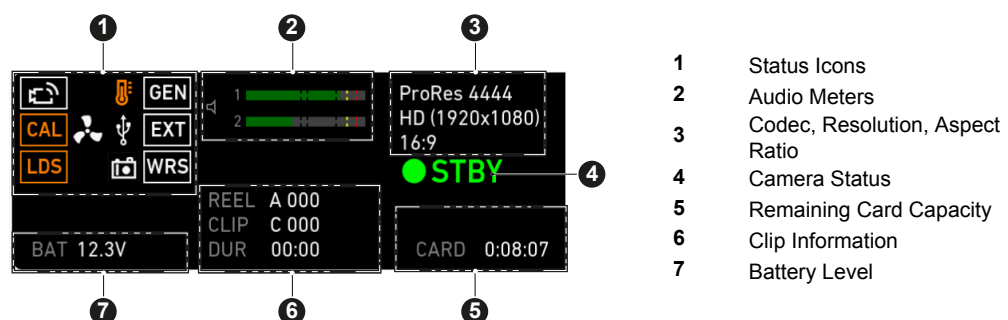 1
2
3
GEN
CAL
EXT
LDS
WRS
1
2
ProRes 4444
HD (1920x1080)
16:9
STBY
4
REEL A 000
CLIP C 000
DUR 00:00
BAT 12.3V
CARD 0:08:07
7
6
5
1 Status Icons
2 Audio Meters
3 Codec, Resolution, Aspect
Ratio
4 Camera Status
5 Remaining Card Capacity
6 Clip Information
7 Battery Level